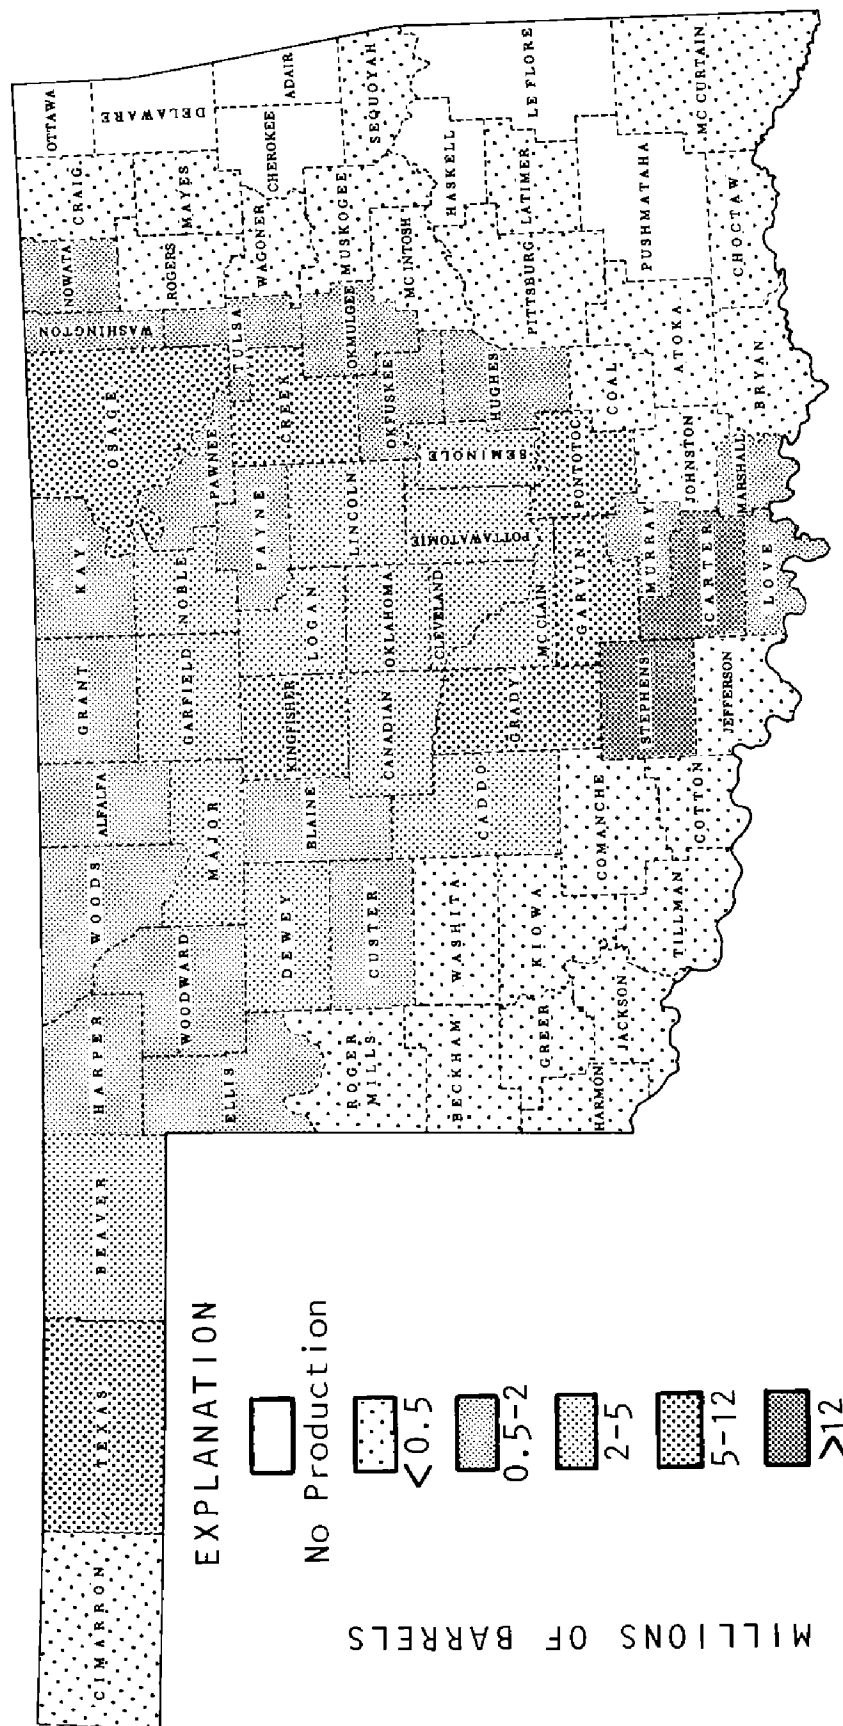 CIMARRON
TEXAS
BEAVER
HARPER
WOODS
ALFALFA
GRANT
KAY
OSAGE
WASHINGTON
NOWATA
CRAIG
OTTAWA
ELLIS
WOODWARD
MAJOR
GARFIELD
NOBLE
PAWNEE
TULSA
ROGERS
MAYES
DELAWARE
DEWEY
BLAINE
KINGFISHER
LOGAN
PAYNE
CREEK
WAGONER
CHEROKEE
ADAIR
ROGER
MILLS
CUSTER
CANADIAN
OKLAHOMA
LINCOLN
OKFUSKEE
OKMULGEE
MUSKOGEE
SEQUOYAH
BECKHAM
WASHITA
CADDO
GRADY
CLEVELAND
MC CLAIN
POTTAWATOMIE
SEMINOLE
HUGHES
MC INTOSH
HASKELL
GREER
KIOWA
COMANCHE
STEPHENS
GARVIN
PONTOTOC
COAL
PITTSBURG
LATIMER
LE FLORE
HARMON
JACKSON
TILLMAN
COTTON
JEFFERSON
CARTER
MURRAY
JOHNSTON
ATOKA
PUSHMATAHA
MC CURTAIN
LOVE
MARSHALL
BRYAN
CHOCTAW
EXPLANATION
No Production
<0.5
0.5-2
2-5
5-12
>12
MILLIONS OF BARRELS